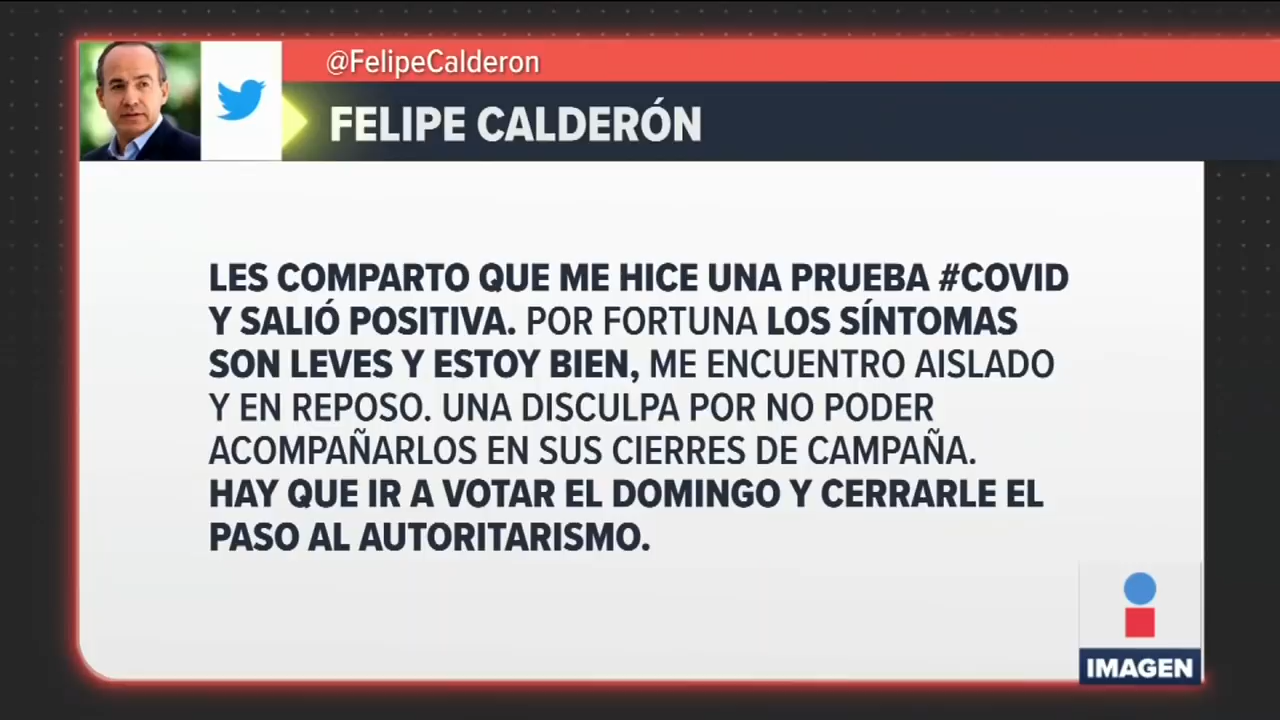 @FelipeCalderon
FELIPE CALDERÓN
LES COMPARTO QUE ME HICE UNA PRUEBA #COVID
Y SALIÓ POSITIVA. POR FORTUNA LOS SÍNTOMAS
SON LEVES Y ESTOY BIEN, ME ENCUENTRO AISLADO
Y EN REPOSO. UNA DISCULPA POR NO PODER
ACOMPAÑARLOS EN SUS CIERRES DE CAMPAÑA.
HAY QUE IR A VOTAR EL DOMINGO Y CERRARLE EL
PASO AL AUTORITARISMO.
IMAGEN